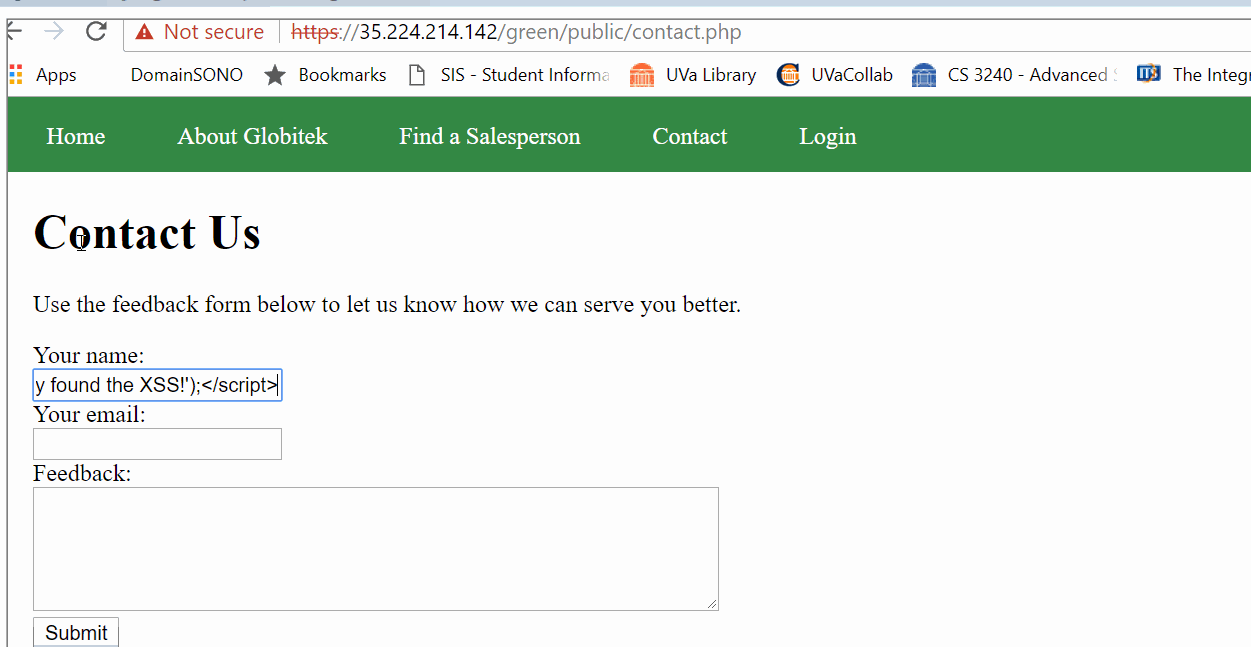 Not secure https://35.224.214.142/green/public/contact.php
Apps DomainSONO Bookmarks SIS - Student Informa UVa Library UVaCollab CS 3240 - Advanced ITS The Integr
Home About Globitek Find a Salesperson Contact Login
Contact Us
Use the feedback form below to let us know how we can serve you better.
Your name:
y found the XSS!');</script>
Your email:
Feedback:
Submit